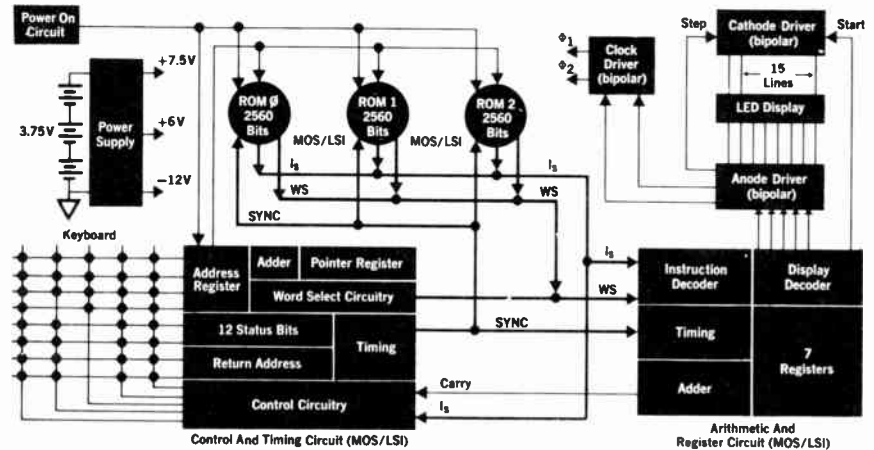 Power On
Circuit
+7.5V
3.75V
Power
Supply
+6V
−12V
ROM Ø
2560
Bits
MOS/LSI
ROM 1
2560
Bits
MOS/LSI
ROM 2
2560
Bits
Is
Is
WS
WS
SYNC
Φ1
Φ2
Clock
Driver
(bipolar)
Step
Cathode Driver
(bipolar)
Start
15
Lines
LED Display
Anode Driver
(bipolar)
Keyboard
Address
Register
Adder
Pointer Register
Word Select Circuitry
12 Status Bits
Return Address
Timing
Control Circuitry
Control And Timing Circuit (MOS/LSI)
Is
WS
SYNC
Carry
Is
Instruction
Decoder
Display
Decoder
Timing
Adder
7
Registers
Arithmetic And
Register Circuit (MOS/LSI)